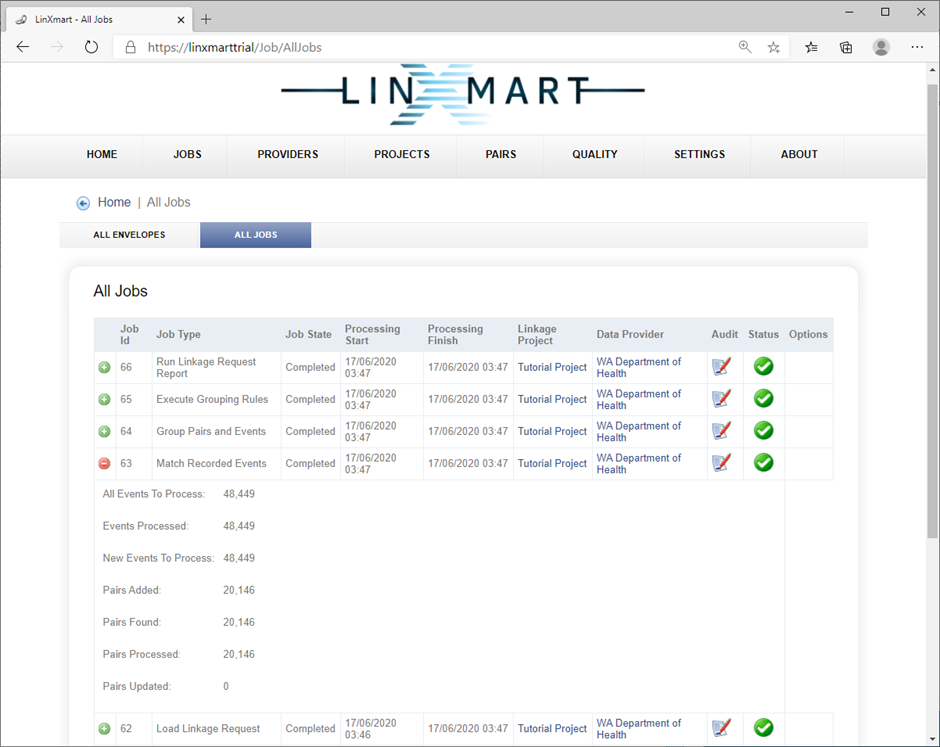 LinXmart - All Jobs
https://linxmarttrial/Job/AllJobs
LINXMART
HOME JOBS PROVIDERS PROJECTS PAIRS QUALITY SETTINGS ABOUT
Home | All Jobs
ALL ENVELOPES ALL JOBS
All Jobs
Job Id Job Type Job State Processing Start Processing Finish Linkage Project Data Provider Audit Status Options
66 Run Linkage Request Report Completed 17/06/2020 03:47 17/06/2020 03:47 Tutorial Project WA Department of Health
65 Execute Grouping Rules Completed 17/06/2020 03:47 17/06/2020 03:47 Tutorial Project WA Department of Health
64 Group Pairs and Events Completed 17/06/2020 03:47 17/06/2020 03:47 Tutorial Project WA Department of Health
63 Match Recorded Events Completed 17/06/2020 03:47 17/06/2020 03:47 Tutorial Project WA Department of Health
All Events To Process: 48,449
Events Processed: 48,449
New Events To Process: 48,449
Pairs Added: 20,146
Pairs Found: 20,146
Pairs Processed: 20,146
Pairs Updated: 0
62 Load Linkage Request Completed 17/06/2020 03:46 17/06/2020 03:47 Tutorial Project WA Department of Health